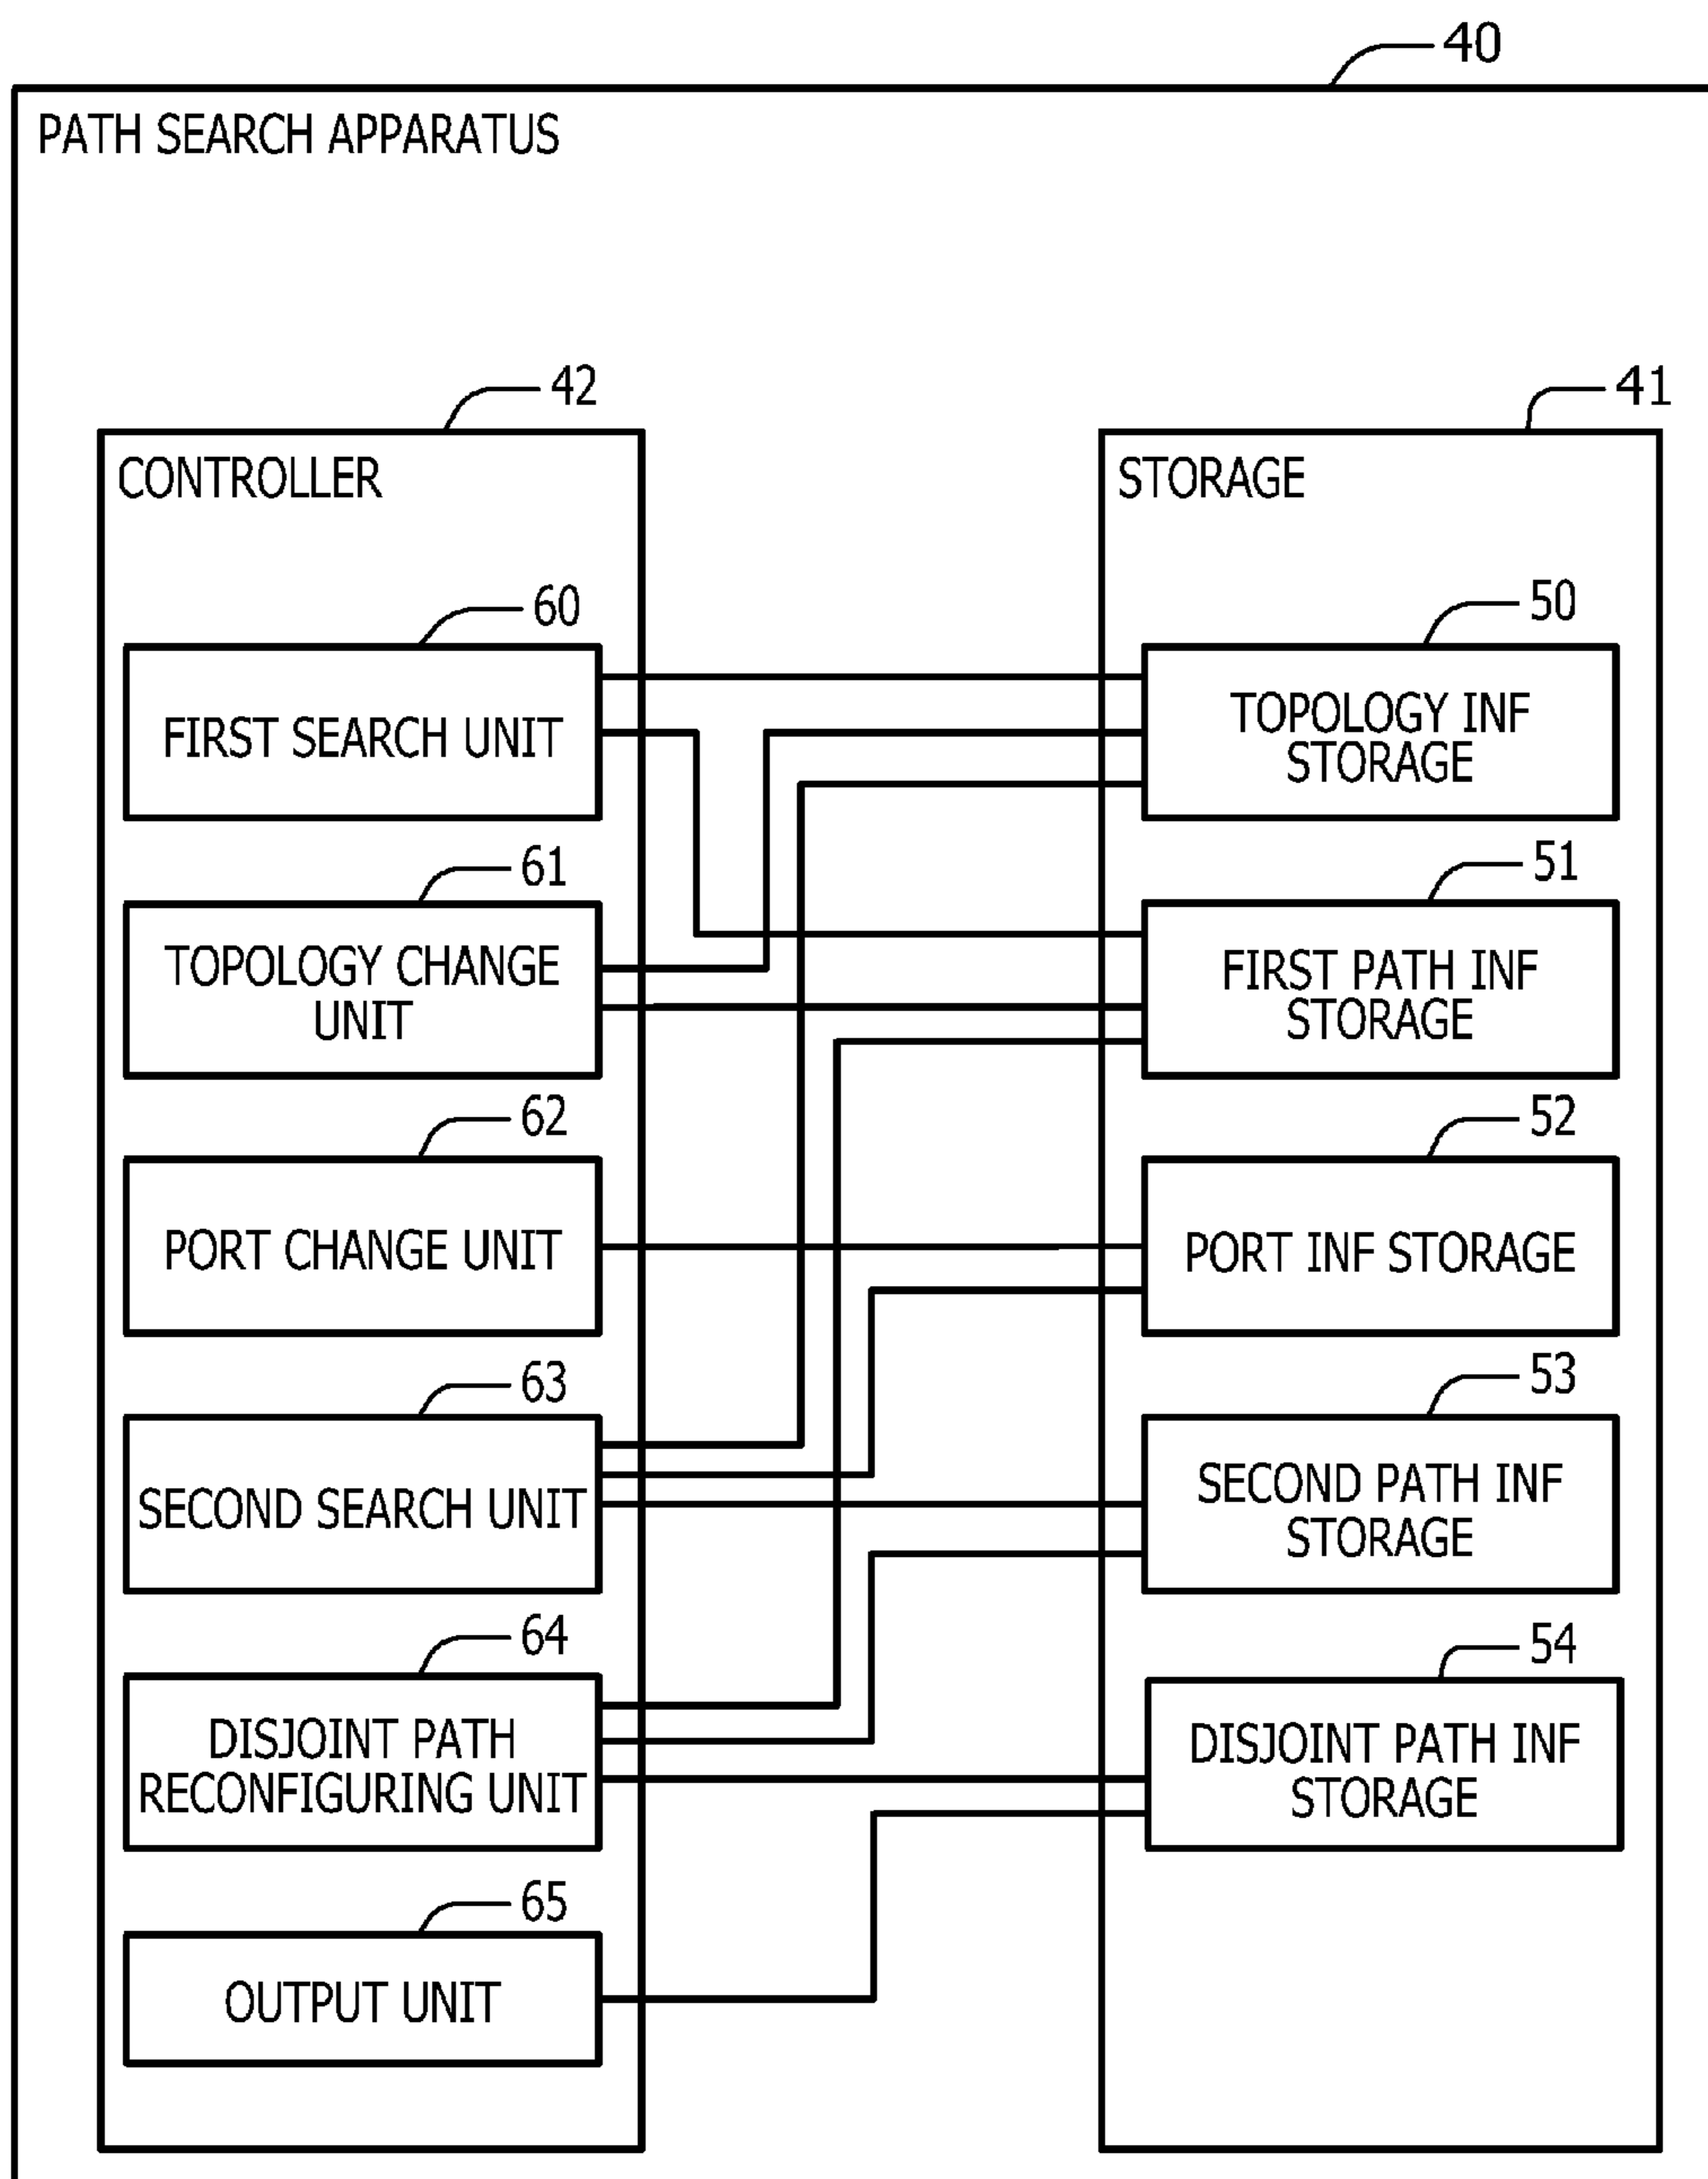 40
PATH SEARCH APPARATUS
42
CONTROLLER
60
FIRST SEARCH UNIT
61
TOPOLOGY CHANGE
UNIT
62
PORT CHANGE UNIT
63
SECOND SEARCH UNIT
64
DISJOINT PATH
RECONFIGURING UNIT
65
OUTPUT UNIT
41
STORAGE
50
TOPOLOGY INF
STORAGE
51
FIRST PATH INF
STORAGE
52
PORT INF STORAGE
53
SECOND PATH INF
STORAGE
54
DISJOINT PATH INF
STORAGE